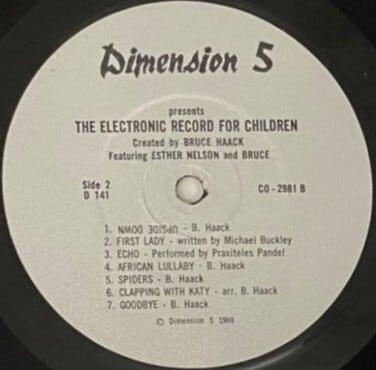 Dimension 5
presents
THE ELECTRONIC RECORD FOR CHILDREN
Created by BRUCE HAACK
Featuring ESTHER NELSON and BRUCE
Side 2
D 141
CO - 2981 B
1. UPSIDE DOWN - B. Haack
2. FIRST LADY - written by Michael Buckley
3. ECHO - Performed by Praxiteles Pandel
4. AFRICAN LULLABY - B. Haack
5. SPIDERS - B. Haack
6. CLAPPING WITH KATY - arr. B. Haack
7. GOODBYE - B. Haack
© Dimension 5 1969